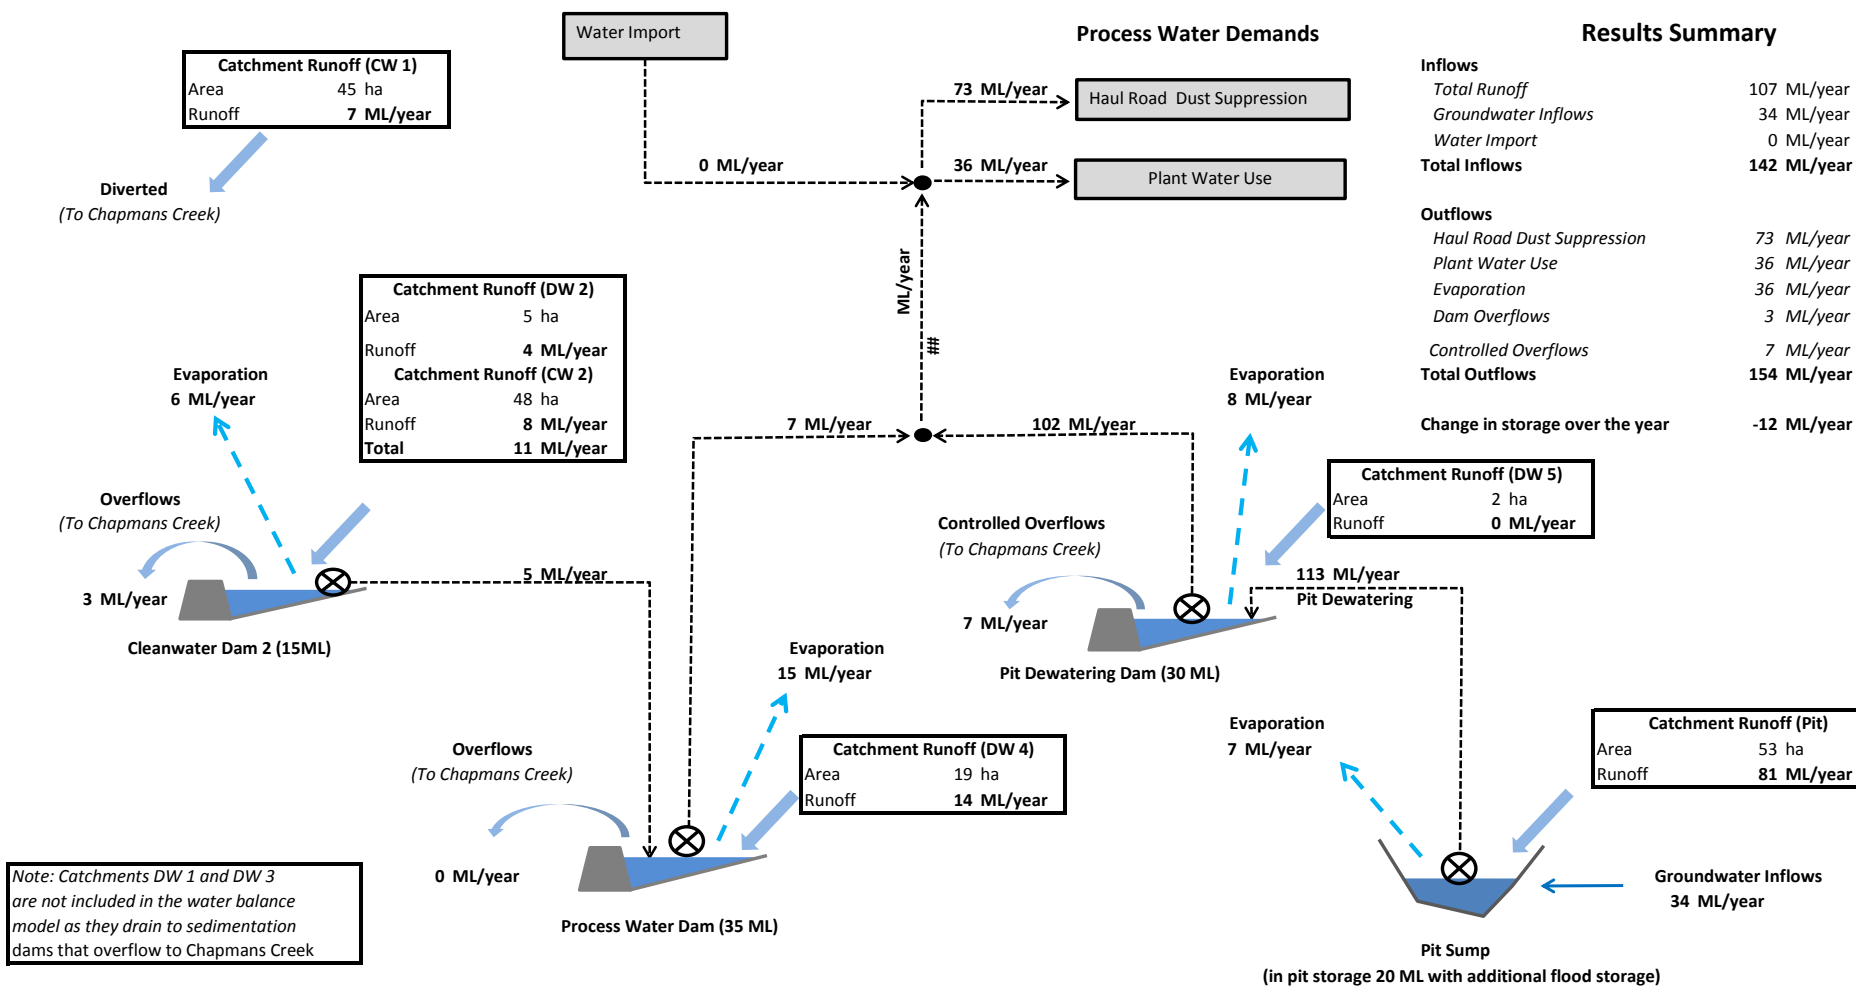 Water Import
Process Water Demands
Results Summary
Catchment Runoff (CW 1)
Area 45 ha
Runoff 7 ML/year
Diverted
(To Chapmans Creek)
73 ML/year
Haul Road Dust Suppression
0 ML/year
36 ML/year
Plant Water Use
Inflows
Total Runoff 107 ML/year
Groundwater Inflows 34 ML/year
Water Import 0 ML/year
Total Inflows 142 ML/year
Outflows
Haul Road Dust Suppression 73 ML/year
Plant Water Use 36 ML/year
Evaporation 36 ML/year
Dam Overflows 3 ML/year
Controlled Overflows 7 ML/year
Total Outflows 154 ML/year
Change in storage over the year -12 ML/year
## ML/year
Catchment Runoff (DW 2)
Area 5 ha
Runoff 4 ML/year
Catchment Runoff (CW 2)
Area 48 ha
Runoff 8 ML/year
Total 11 ML/year
Evaporation
6 ML/year
Overflows
(To Chapmans Creek)
3 ML/year
Cleanwater Dam 2 (15ML)
5 ML/year
7 ML/year
102 ML/year
Evaporation
8 ML/year
Catchment Runoff (DW 5)
Area 2 ha
Runoff 0 ML/year
Controlled Overflows
(To Chapmans Creek)
7 ML/year
Pit Dewatering Dam (30 ML)
113 ML/year
Pit Dewatering
Evaporation
15 ML/year
Overflows
(To Chapmans Creek)
0 ML/year
Process Water Dam (35 ML)
Catchment Runoff (DW 4)
Area 19 ha
Runoff 14 ML/year
Evaporation
7 ML/year
Catchment Runoff (Pit)
Area 53 ha
Runoff 81 ML/year
Groundwater Inflows
34 ML/year
Pit Sump
(in pit storage 20 ML with additional flood storage)
Note: Catchments DW 1 and DW 3
are not included in the water balance
model as they drain to sedimentation
dams that overflow to Chapmans Creek